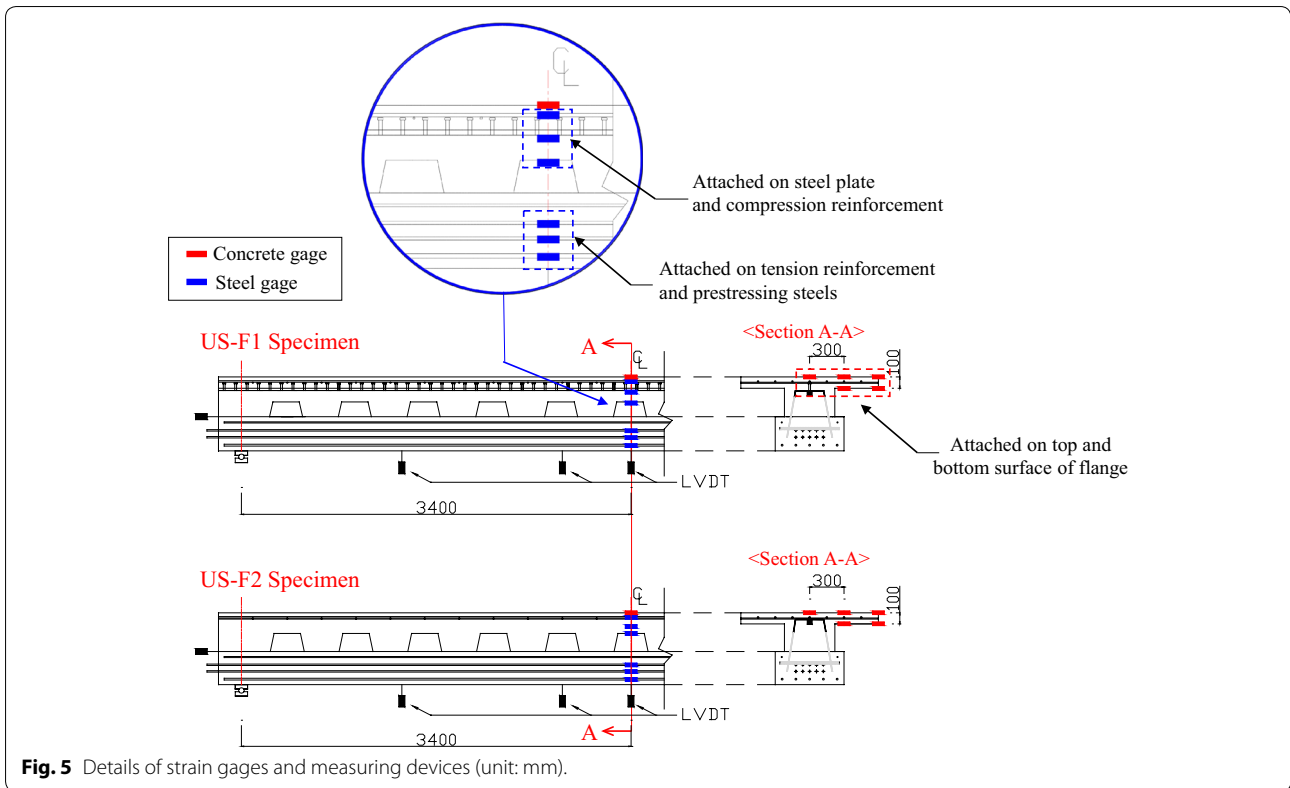 C
L
Attached on steel plate
and compression reinforcement
Attached on tension reinforcement
and prestressing steels
Concrete gage
Steel gage
US-F1 Specimen
A
C
L
<Section A-A>
300
100
Attached on top and
bottom surface of flange
LVDT
3400
US-F2 Specimen
C
L
<Section A-A>
300
100
LVDT
A
3400
Fig. 5 Details of strain gages and measuring devices (unit: mm).